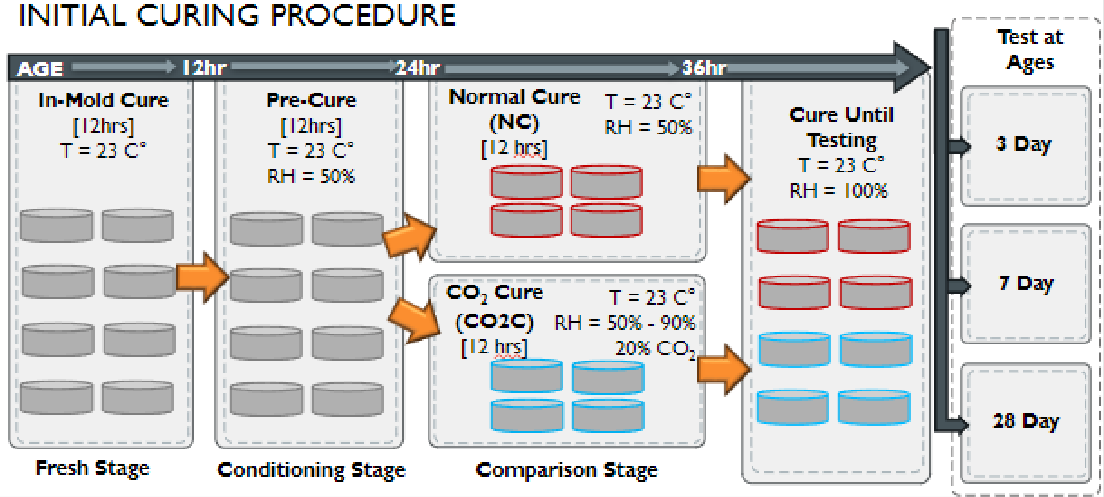 INITIAL CURING PROCEDURE
AGE 12hr 24hr 36hr
In-Mold Cure
[12hrs]
T = 23 C°
Fresh Stage
Pre-Cure
[12hrs]
T = 23 C°
RH = 50%
Conditioning Stage
Normal Cure
(NC)
[12 hrs]
T = 23 C°
RH = 50%
CO₂ Cure
(CO2C)
[12 hrs]
T = 23 C°
RH = 50% - 90%
20% CO₂
Comparison Stage
Cure Until
Testing
T = 23 C°
RH = 100%
Test at
Ages
3 Day
7 Day
28 Day